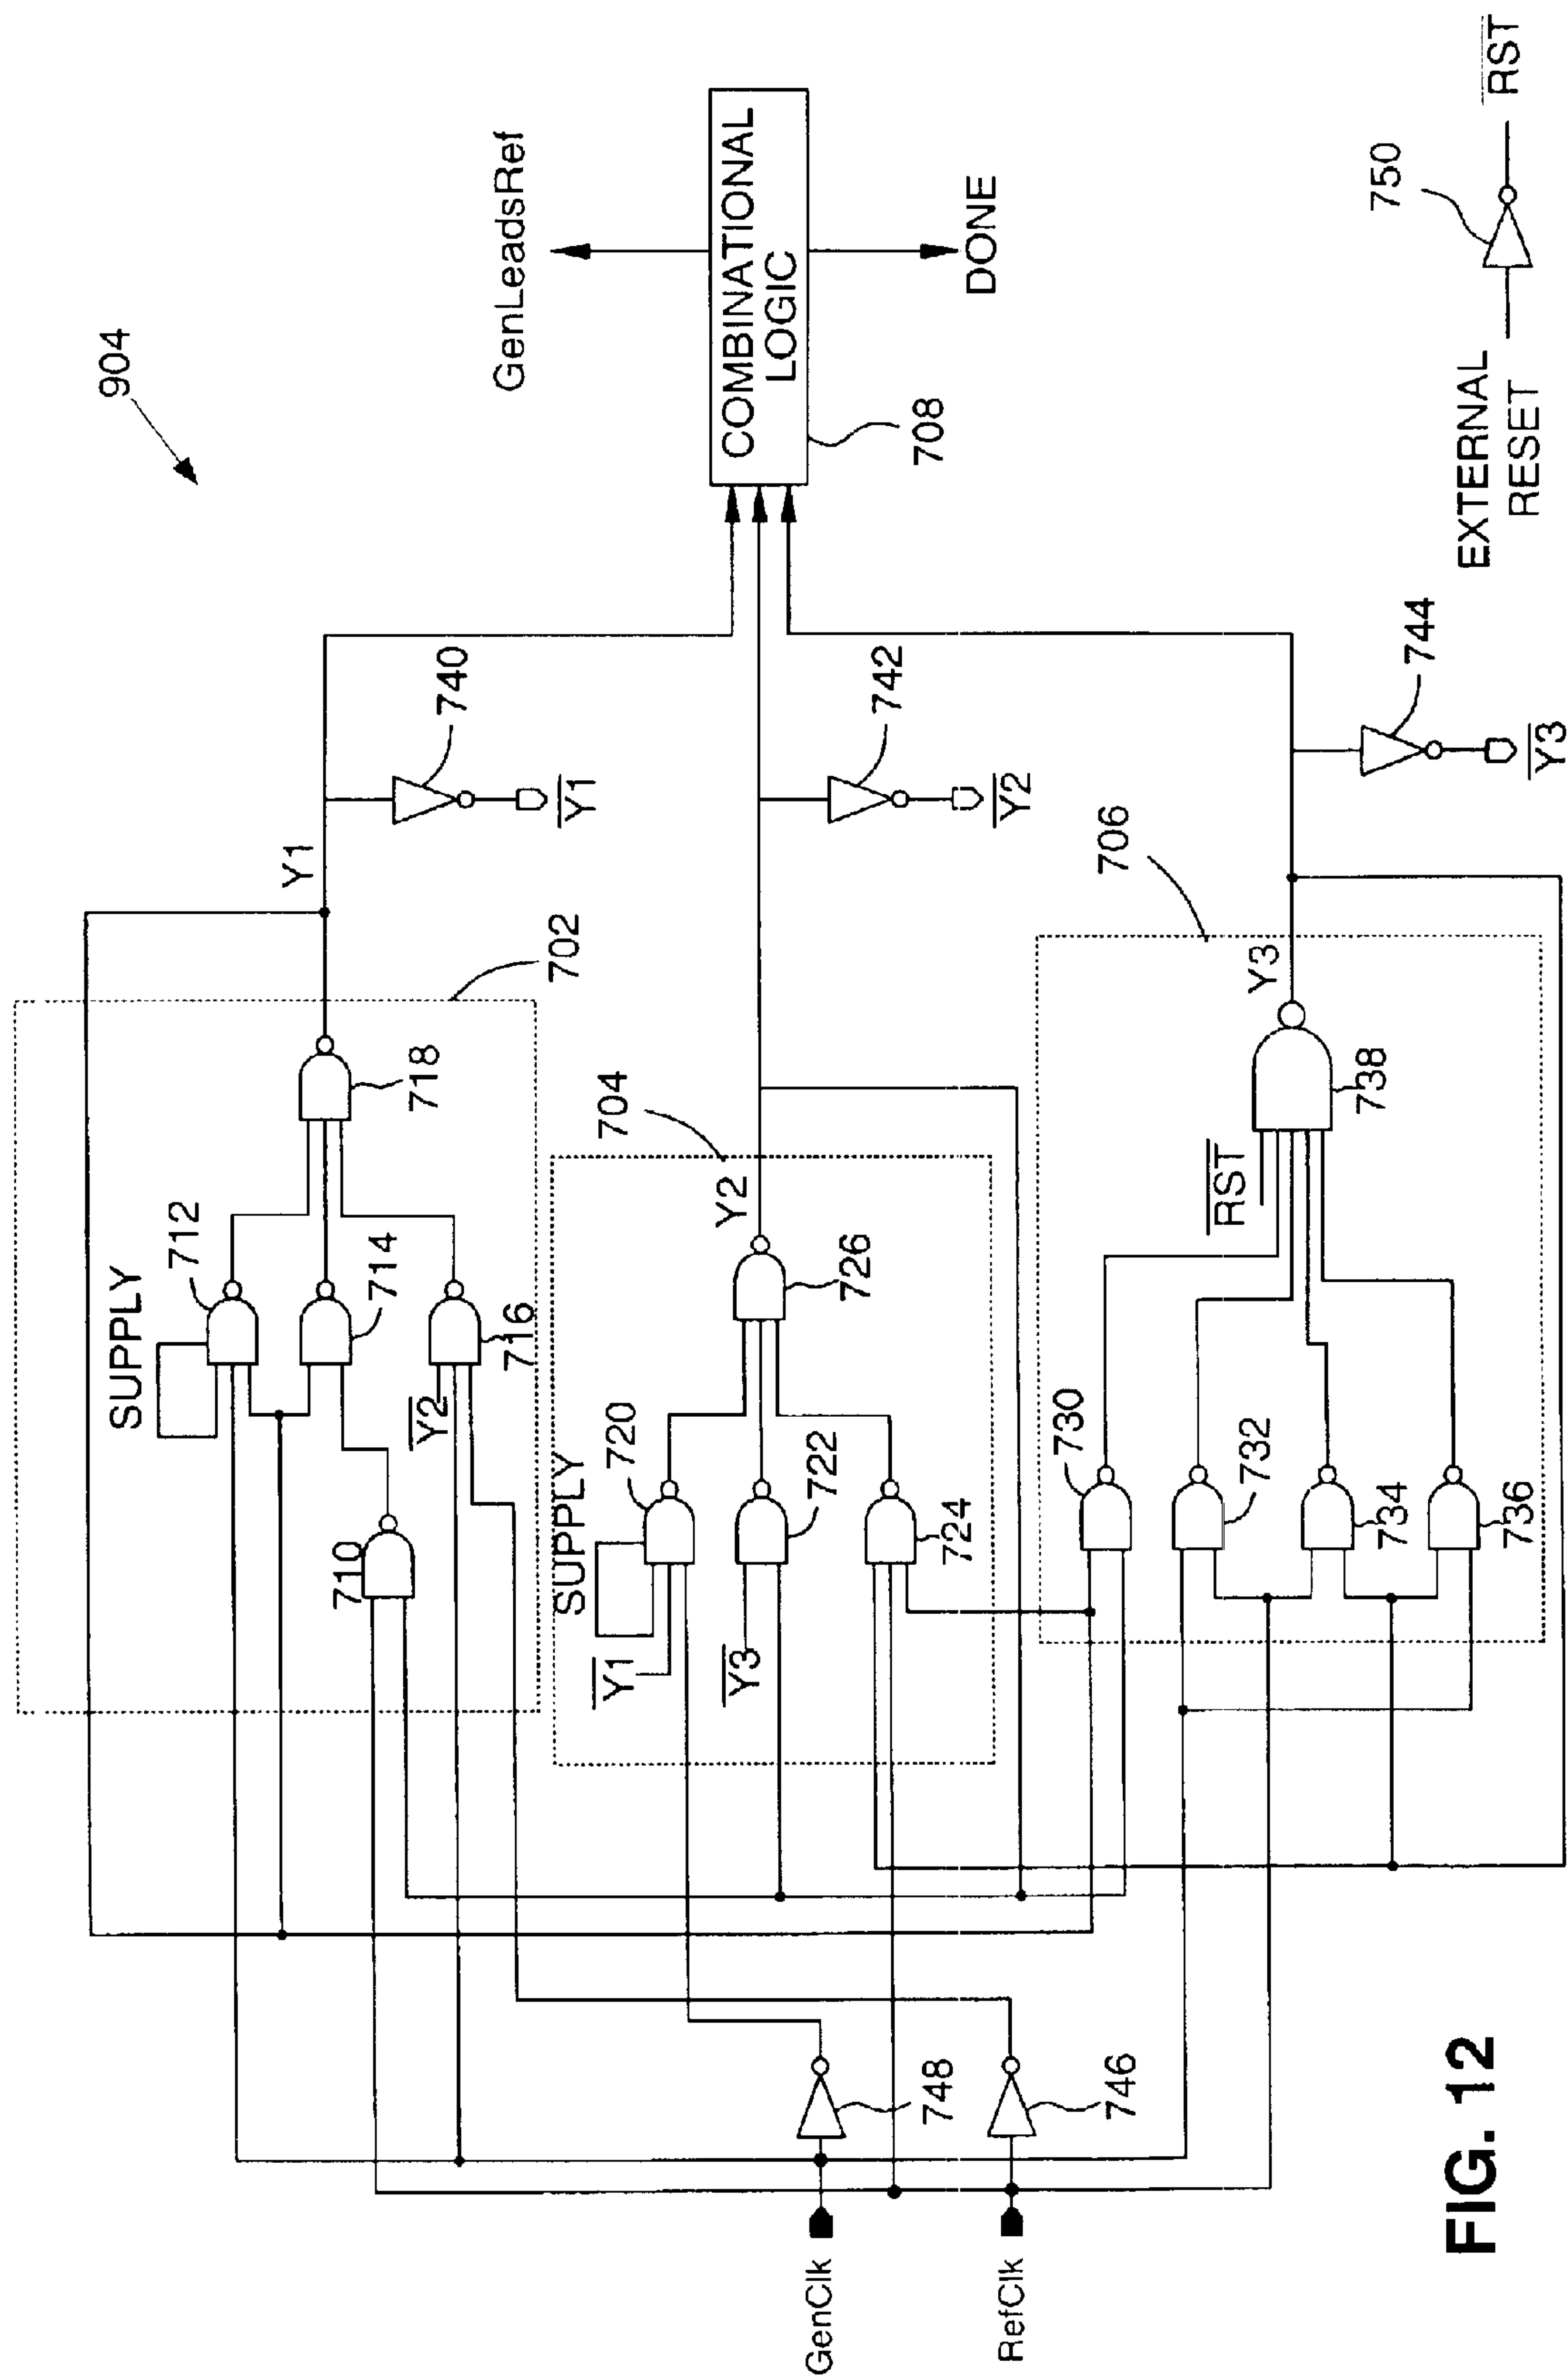 904
GenLeadsRef
COMBINATIONAL
LOGIC
708
DONE
750
EXTERNAL
RESET
RST
Y1
740
Y1
702
SUPPLY
712
714
718
710
Y2
716
742
Y2
704
SUPPLY
720
Y2
726
Y1
722
Y3
724
706
744
Y3
730
RST
Y3
738
732
734
736
748
746
GenClk
RefClk
FIG. 12